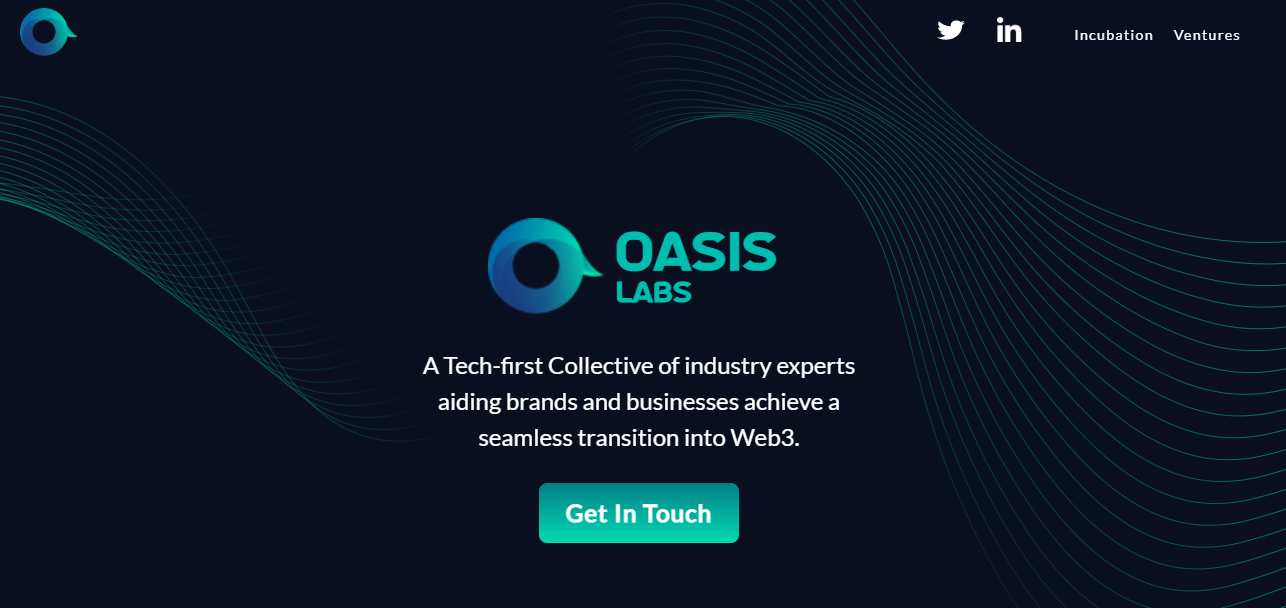 Incubation Ventures
OASIS
LABS
A Tech-first Collective of industry experts
aiding brands and businesses achieve a
seamless transition into Web3.
Get In Touch